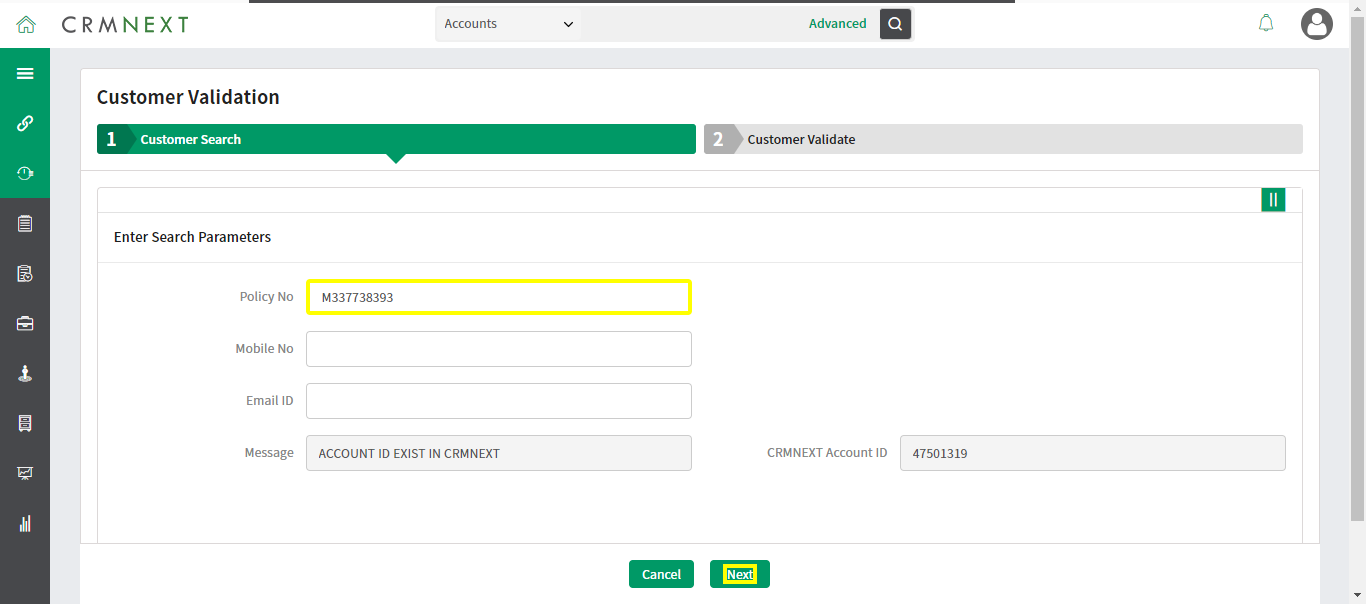 CRMNEXT
Accounts
Advanced
Customer Validation
1 Customer Search
2 Customer Validate
Enter Search Parameters
Policy No M337738393
Mobile No
Email ID
Message ACCOUNT ID EXIST IN CRMNEXT CRMNEXT Account ID 47501319
Cancel Next